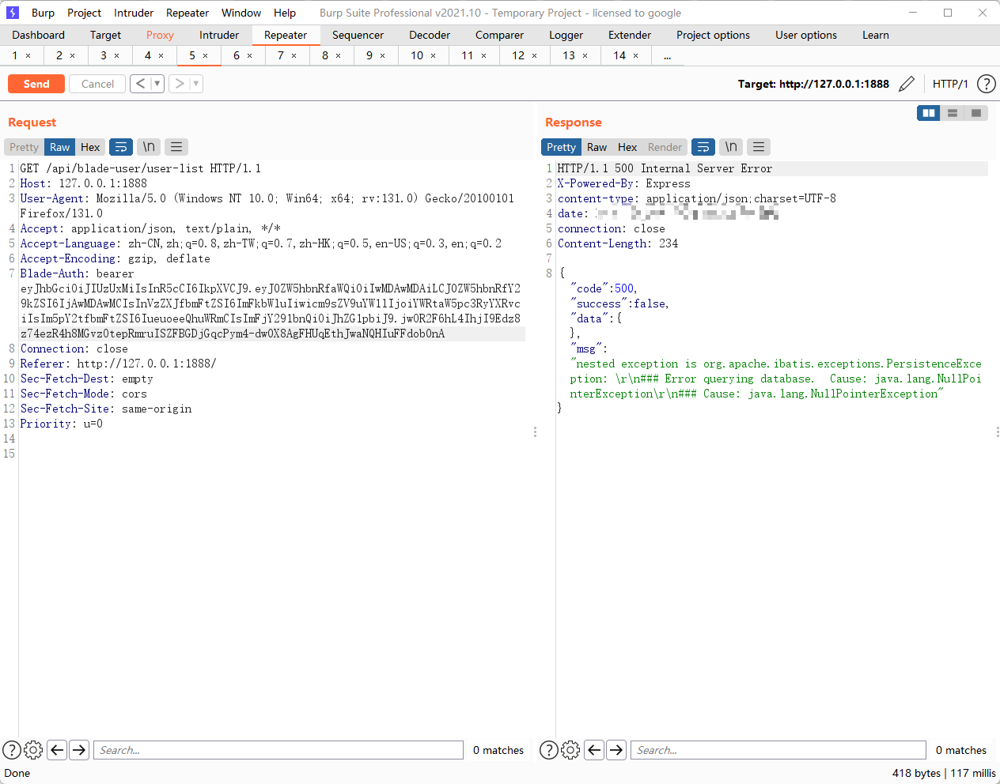 Burp Project Intruder Repeater Window Help Burp Suite Professional v2021.10 - Temporary Project - licensed to google
Dashboard Target Proxy Intruder Repeater Sequencer Decoder Comparer Logger Extender Project options User options Learn
1 × 2 × 3 × 4 × 5 × 6 × 7 × 8 × 9 × 10 × 11 × 12 × 13 × 14 × ...
Send Cancel < > Target: http://127.0.0.1:1888 HTTP/1 ?
Request
Pretty Raw Hex \n
1 GET /api/blade-user/user-list HTTP/1.1
2 Host: 127.0.0.1:1888
3 User-Agent: Mozilla/5.0 (Windows NT 10.0; Win64; x64; rv:131.0) Gecko/20100101
Firefox/131.0
4 Accept: application/json, text/plain, */*
5 Accept-Language: zh-CN,zh;q=0.8,zh-TW;q=0.7,zh-HK;q=0.5,en-US;q=0.3,en;q=0.2
6 Accept-Encoding: gzip, deflate
7 Blade-Auth: bearer
eyJhbGciOiJIUzUxMiIsInR5cCI6IkpXVCJ9.eyJ0ZW5hbnRfaWQiOiIwMDAwMDAiLCJ0ZW5hbnRfY2
9kZSI6IjAwMDAwMCIsInVzZXJfbmFtZSI6ImFkbWluIiwicm9sZV9uYW1lIjoiYWRtaW5pc3RyYXRvc
iIsIm5pY2tfbmFtZSI6IueuoeeQhuWRmCIsImFjY291bnQiOiJhZG1pbiJ9.jw0R2F6hL4IhjI9Edz8
z74ezR4h8MGvz0tepRmruISZFBGDjGqcPym4-dw0X8AgFHUqEthJwaNQHIuFFdob0nA
8 Connection: close
9 Referer: http://127.0.0.1:1888/
10 Sec-Fetch-Dest: empty
11 Sec-Fetch-Mode: cors
12 Sec-Fetch-Site: same-origin
13 Priority: u=0
14
15
? Search... 0 matches
Response
Pretty Raw Hex Render \n
1 HTTP/1.1 500 Internal Server Error
2 X-Powered-By: Express
3 content-type: application/json;charset=UTF-8
4 date:
5 connection: close
6 Content-Length: 234
7
8 {
"code":500,
"success":false,
"data":{
},
"msg":
"nested exception is org.apache.ibatis.exceptions.PersistenceExce
ption: \r\n### Error querying database.  Cause: java.lang.NullPoi
nterException\r\n### Cause: java.lang.NullPointerException"
}
? Search... 0 matches
Done 418 bytes | 117 millis